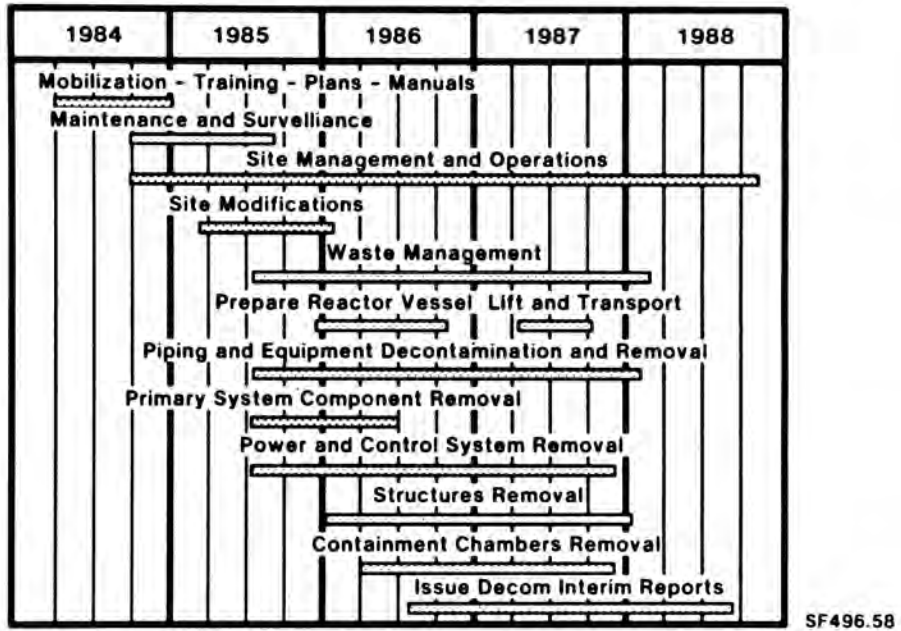 1984 1985 1986 1987 1988
Mobilization - Training - Plans - Manuals
Maintenance and Survelliance
Site Management and Operations
Site Modifications
Waste Management
Prepare Reactor Vessel Lift and Transport
Piping and Equipment Decontamination and Removal
Primary System Component Removal
Power and Control System Removal
Structures Removal
Containment Chambers Removal
Issue Decom Interim Reports
SF496.58